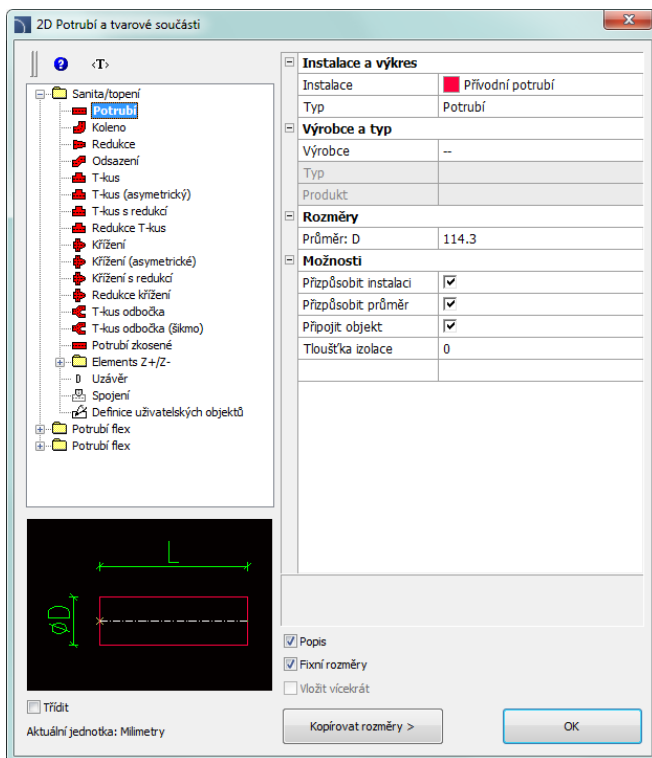 2D Potrubí a tvarové součásti
<T>
Sanita/topení
Potrubí
Koleno
Redukce
Odsazení
T-kus
T-kus (asymetrický)
T-kus s redukcí
Redukce T-kus
Křížení
Křížení (asymetrické)
Křížení s redukcí
Redukce křížení
T-kus odbočka
T-kus odbočka (šikmo)
Potrubí zkosené
Elements Z+/Z-
Uzávěr
Spojení
Definice uživatelských objektů
Potrubí flex
Potrubí flex
Instalace a výkres
Instalace Přívodní potrubí
Typ Potrubí
Výrobce a typ
Výrobce --
Typ
Produkt
Rozměry
Průměr: D 114.3
Možnosti
Přizpůsobit instalaci
Přizpůsobit průměr
Připojit objekt
Tloušťka izolace 0
L
ØD
Popis
Fixní rozměry
Vložit vícekrát
Třídit
Aktuální jednotka: Milimetry
Kopírovat rozměry >
OK